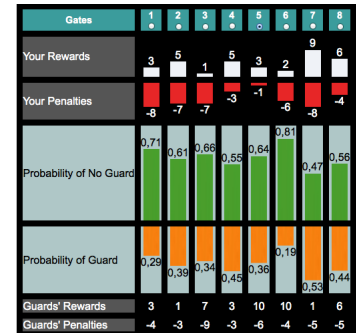 Gates 1 2 3 4 5 6 7 8
Your Rewards 3 5 1 5 3 2 9 6
Your Penalties -8 -7 -7 -3 -1 -6 -8 -4
Probability of No Guard 0,71 0,61 0,66 0,55 0,64 0,81 0,47 0,56
Probability of Guard 0,29 0,39 0,34 0,45 0,36 0,19 0,53 0,44
Guards' Rewards 3 1 7 3 10 10 1 6
Guards' Penalties -4 -3 -9 -3 -6 -4 -5 -5